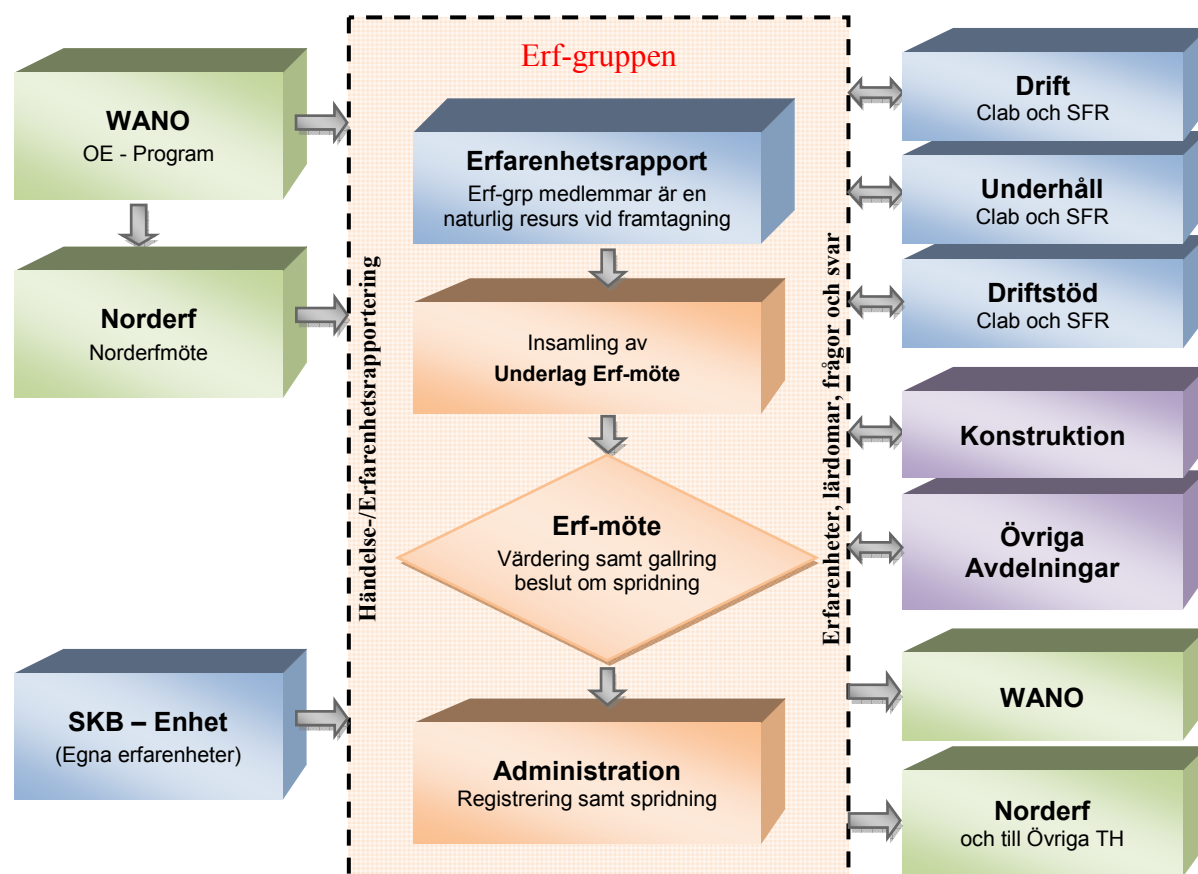 WANO
OE - Program
Norderf
Norderfmöte
SKB – Enhet
(Egna erfarenheter)
Händelse-/Erfarenhetsrapportering
Erf-gruppen
Erfarenhetsrapport
Erf-grp medlemmar är en
naturlig resurs vid framtagning
Insamling av
Underlag Erf-möte
Erf-möte
Värdering samt gallring
beslut om spridning
Administration
Registrering samt spridning
Erfarenheter, lärdomar, frågor och svar
Drift
Clab och SFR
Underhåll
Clab och SFR
Driftstöd
Clab och SFR
Konstruktion
Övriga
Avdelningar
WANO
Norderf
och till Övriga TH